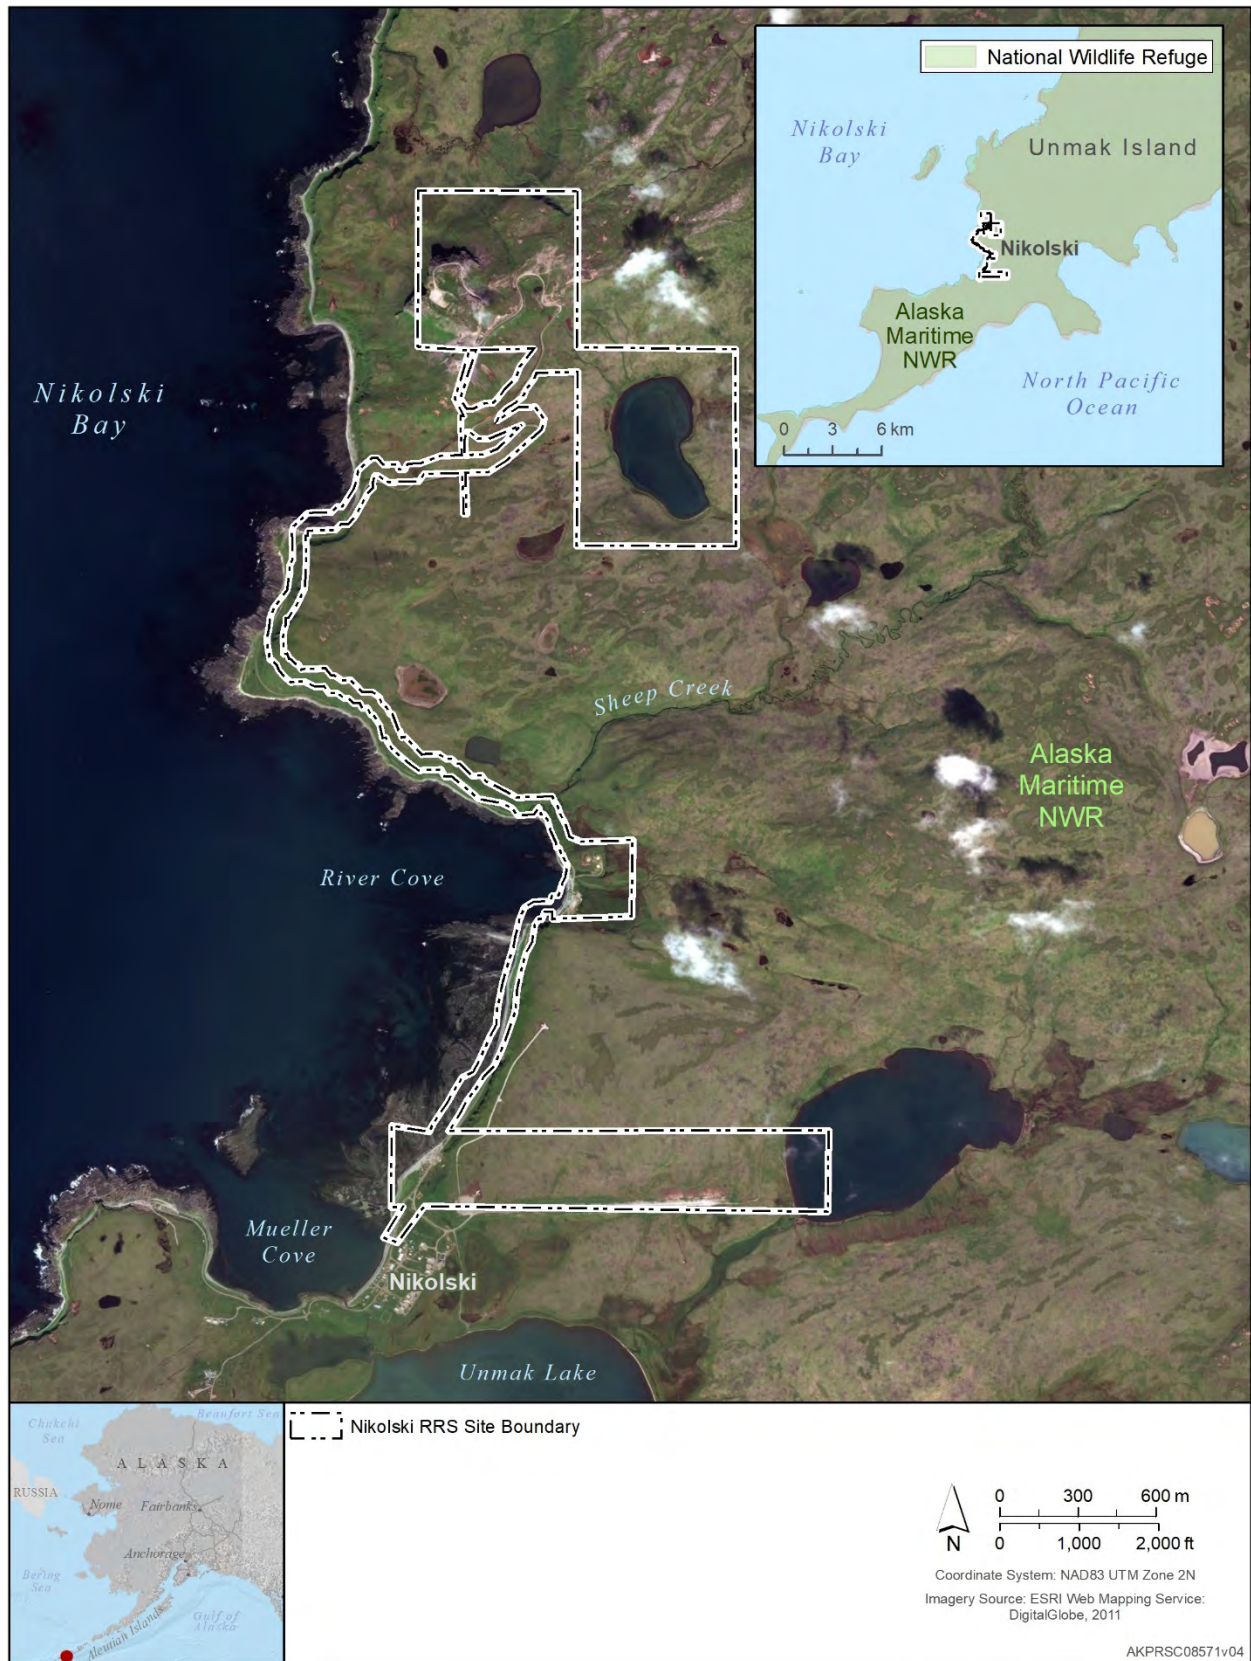 National Wildlife Refuge
Nikolski
Bay
Unmak Island
Nikolski
Alaska
Maritime
NWR
North Pacific
Ocean
0 3 6 km
Nikolski
Bay
Sheep Creek
Alaska
Maritime
NWR
River Cove
Mueller
Cove
Nikolski
Unmak Lake
Chukchi
Sea
Beaufort Sea
ALASKA
RUSSIA
Nome
Fairbanks
Anchorage
Bering
Sea
Gulf of
Alaska
Aleutian Islands
Nikolski RRS Site Boundary
N
0 300 600 m
0 1,000 2,000 ft
Coordinate System: NAD83 UTM Zone 2N
Imagery Source: ESRI Web Mapping Service:
DigitalGlobe, 2011
AKPRSC08571v04